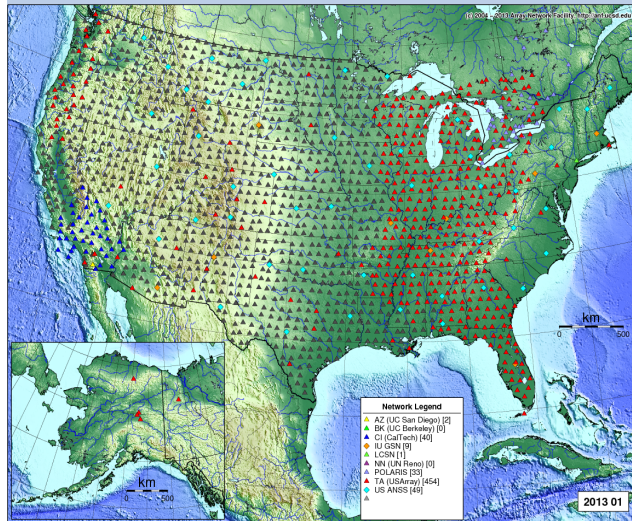 (c) 2004 - 2013 Array Network Facility, http://anf.ucsd.edu
km
0 500
km
0 500
Network Legend
AZ (UC San Diego) [2]
BK (UC Berkeley) [0]
CI (CalTech) [40]
IU GSN [9]
LCSN [1]
NN (UN Reno) [0]
POLARIS [33]
TA (USArray) [454]
US ANSS [49]
2013 01